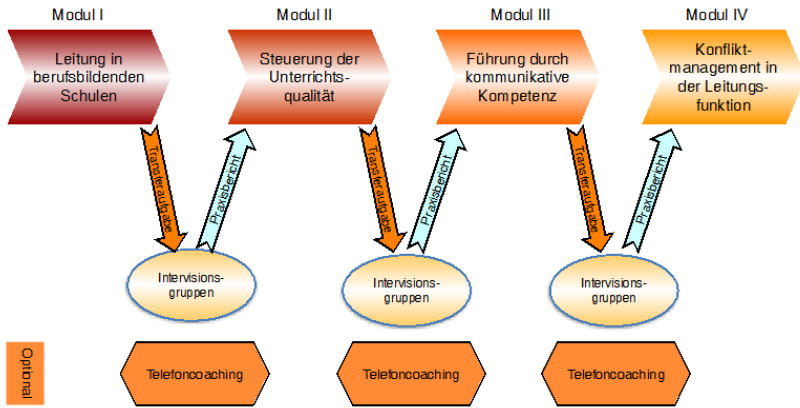 Modul I
Modul II
Modul III
Modul IV
Leitung in
berufsbildenden
Schulen
Steuerung der
Unterrichts-
qualität
Führung durch
kommunikative
Kompetenz
Konflikt-
management in
der Leitungs-
funktion
Transferaufgabe
Praxisbericht
Transferaufgabe
Praxisbericht
Transferaufgabe
Praxisbericht
Intervisions-
gruppen
Intervisions-
gruppen
Intervisions-
gruppen
Optional
Telefoncoaching
Telefoncoaching
Telefoncoaching